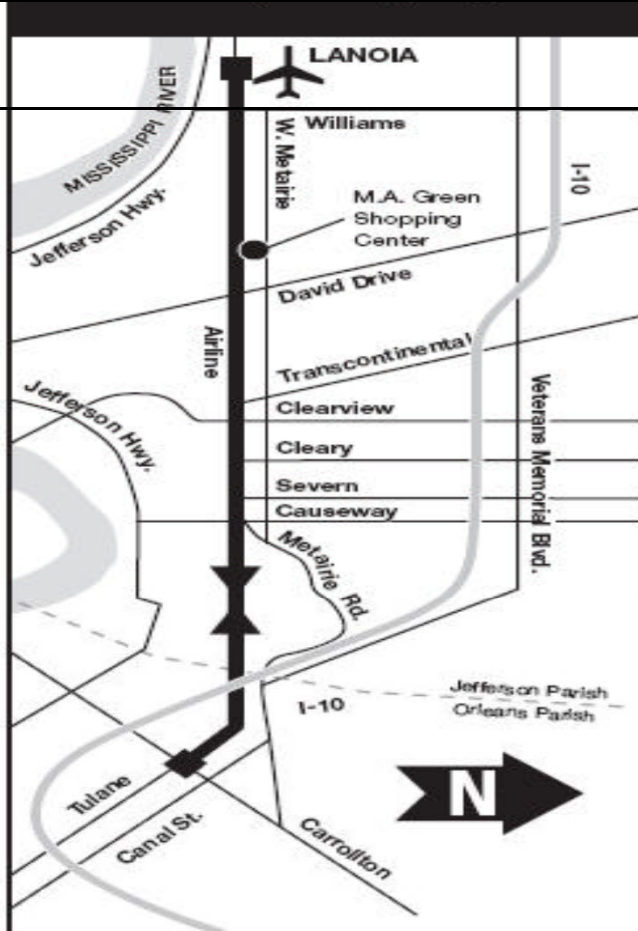 LANOIA
MISSISSIPPI RIVER
Williams
W. Metairie
I-10
Jefferson Hwy.
M.A. Green
Shopping
Center
David Drive
Airline
Transcontinental
Jefferson Hwy.
Clearview
Veterans Memorial Blvd.
Cleary
Severn
Causeway
Metairie Rd.
Jefferson Parish
I-10
Orleans Parish
N
Tulane
Canal St.
Carrollton